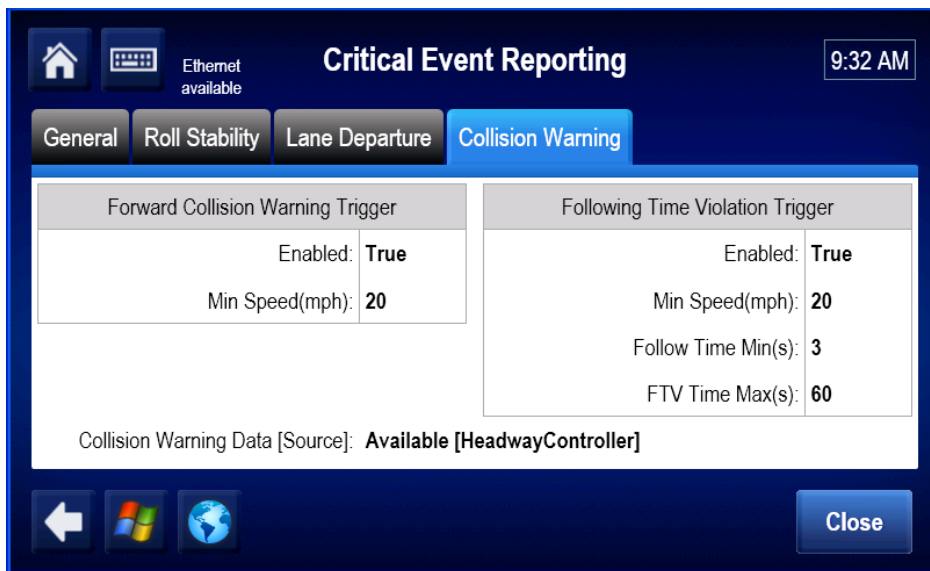 Ethernet
available
Critical Event Reporting
9:32 AM
General Roll Stability Lane Departure Collision Warning
Forward Collision Warning Trigger
Enabled: True
Min Speed(mph): 20
Following Time Violation Trigger
Enabled: True
Min Speed(mph): 20
Follow Time Min(s): 3
FTV Time Max(s): 60
Collision Warning Data [Source]: Available [HeadwayController]
Close